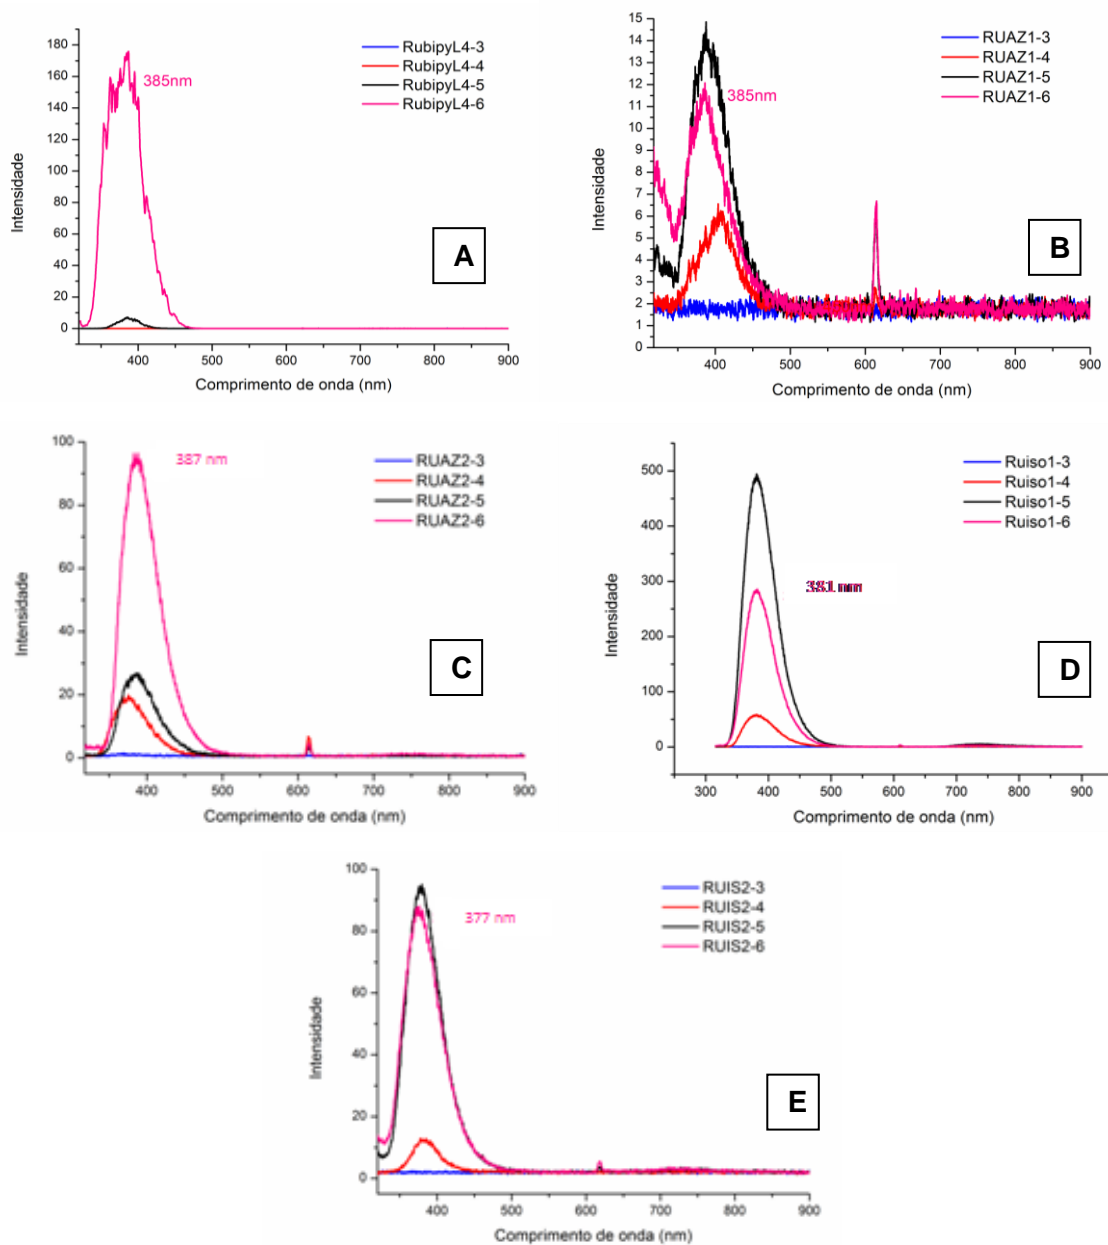 RubipyL4-3
RubipyL4-4
RubipyL4-5
RubipyL4-6
385nm
180
160
140
120
100
80
60
40
20
0
Intensidade
A
400 500 600 700 800 900
Comprimento de onda (nm)
RUAZ1-3
RUAZ1-4
RUAZ1-5
RUAZ1-6
385nm
15
14
13
12
11
10
9
8
7
6
5
4
3
2
1
0
Intensidade
B
400 500 600 700 800 900
Comprimento de onda (nm)
387 nm
RUAZ2-3
RUAZ2-4
RUAZ2-5
RUAZ2-6
100
80
60
40
20
0
Intensidade
C
400 500 600 700 800 900
Comprimento de onda (nm)
Ruiso1-3
Ruiso1-4
Ruiso1-5
Ruiso1-6
381 nm
500
400
300
200
100
0
Intensidade
D
300 400 500 600 700 800 900
Comprimento de onda (nm)
377 nm
RUIS2-3
RUIS2-4
RUIS2-5
RUIS2-6
100
80
60
40
20
0
Intensidade
E
400 500 600 700 800 900
Comprimento de onda (nm)